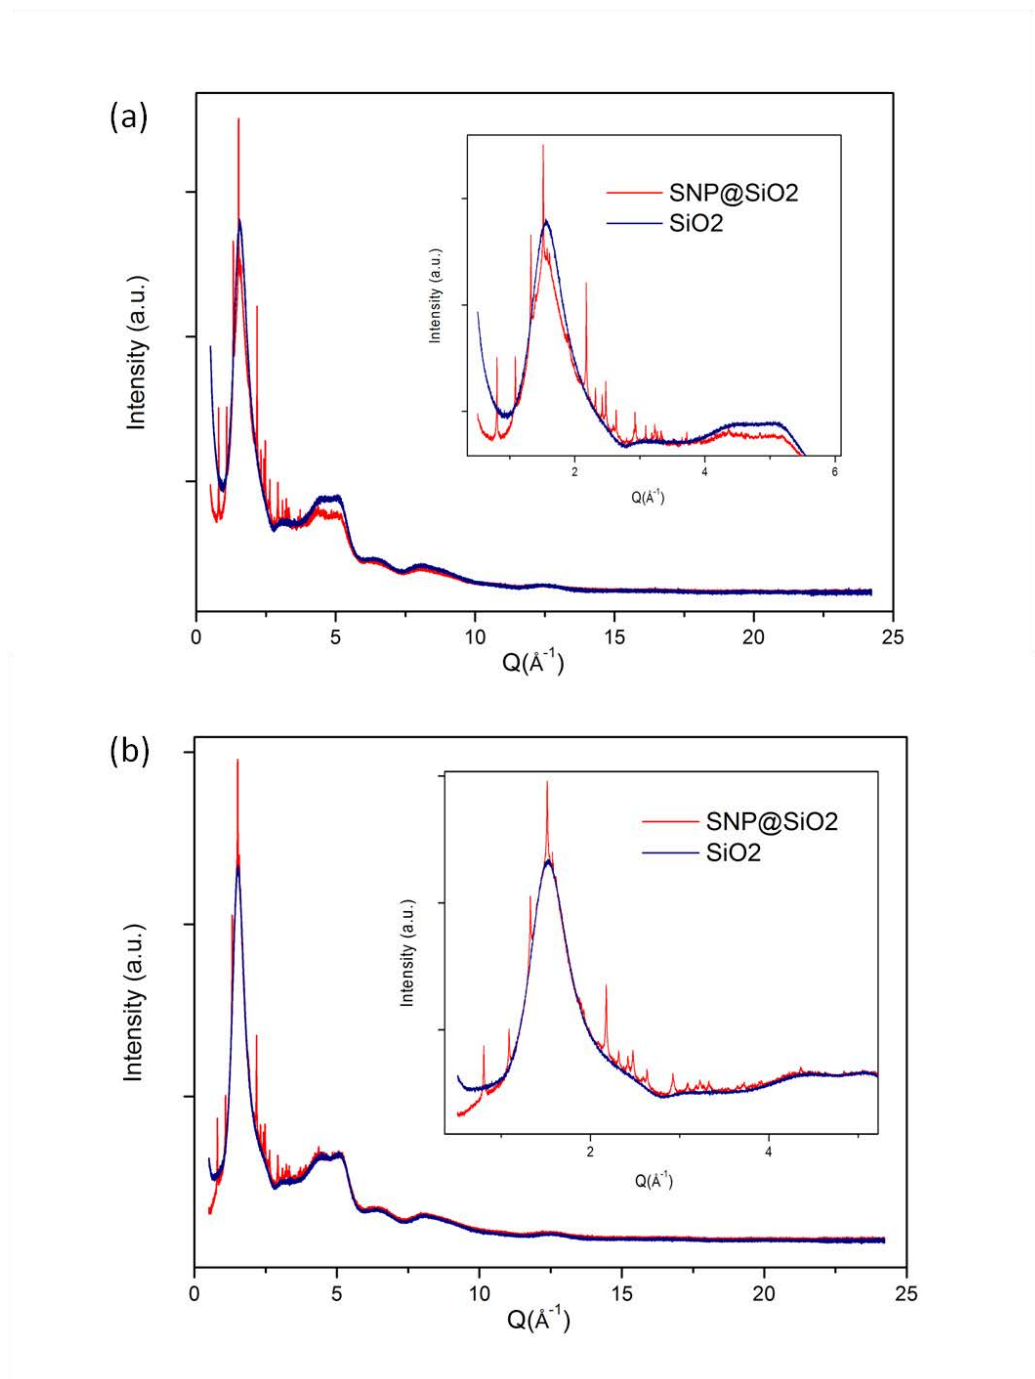 (a)
Intensity (a.u.)
Intensity (a.u.)
SNP@SiO2
SiO2
2
4
6
Q(Å⁻¹)
0
5
10
15
20
25
Q(Å⁻¹)
(b)
Intensity (a.u.)
Intensity (a.u.)
SNP@SiO2
SiO2
2
4
Q(Å⁻¹)
0
5
10
15
20
25
Q(Å⁻¹)